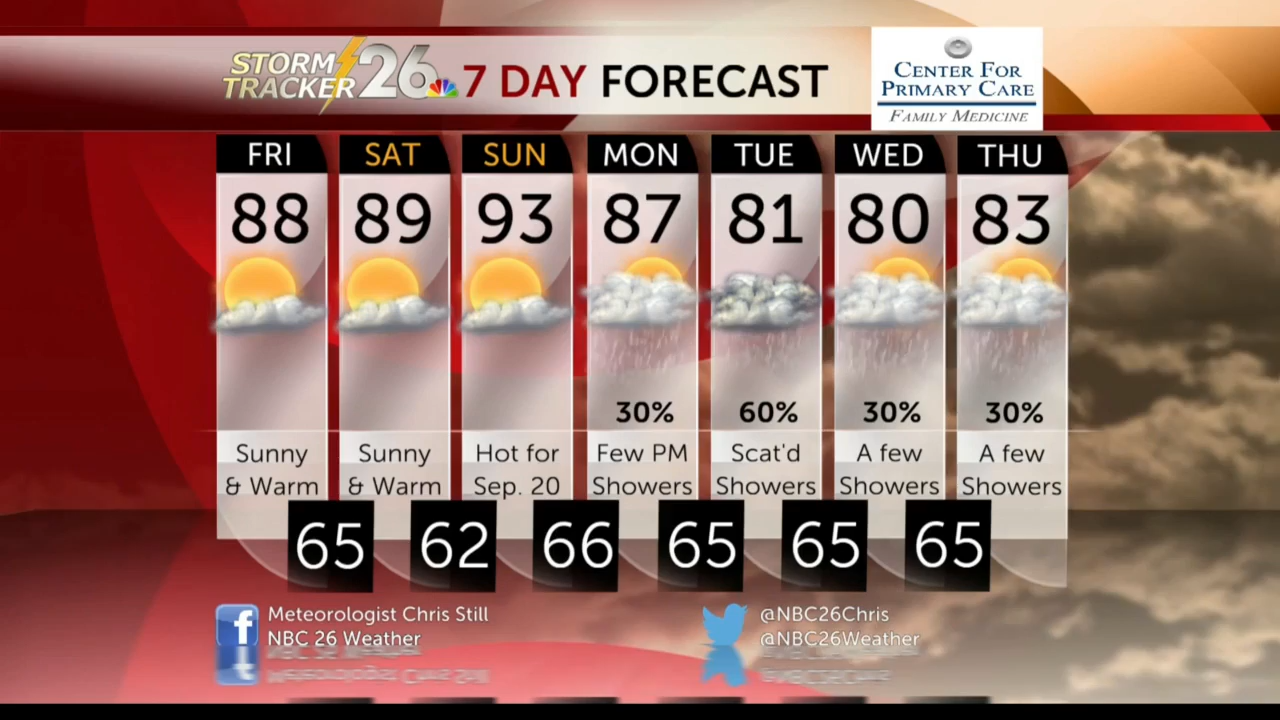 STORM TRACKER 26 7 DAY FORECAST
CENTER FOR
PRIMARY CARE
FAMILY MEDICINE
FRI SAT SUN MON TUE WED THU
88 89 93 87 81 80 83
30% 60% 30% 30%
Sunny & Warm
Sunny & Warm
Hot for Sep. 20
Few PM Showers
Scat'd Showers
A few Showers
A few Showers
65 62 66 65 65 65
Meteorologist Chris Still
NBC 26 Weather
@NBC26Chris
@NBC26Weather